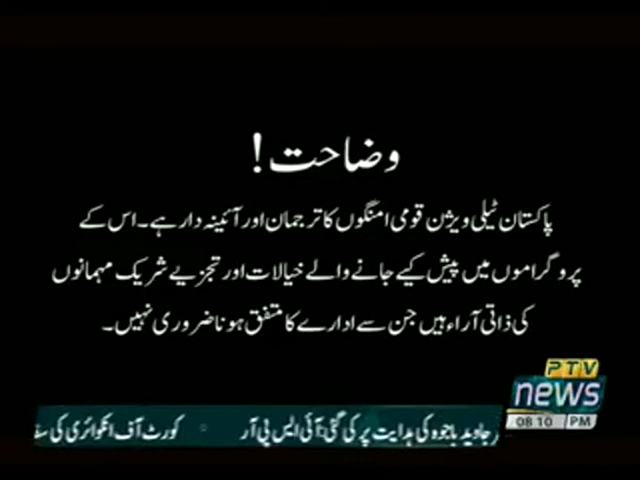 وضاحت!
پاکستان ٹیلی ویژن قومی امنگوں کا ترجمان اور آئینہ دار ہے۔ اس کے
پروگراموں میں پیش کیے جانے والے خیالات اور تجزیے شریک مہمانوں
کی ذاتی آراء ہیں جن سے ادارے کا متفق ہونا ضروری نہیں۔
PTV
news
08:10 PM
جاوید باجوہ کی ہدایت پر کی گئی: آئی ایس پی آر ◦ کورٹ آف انکوائری کی